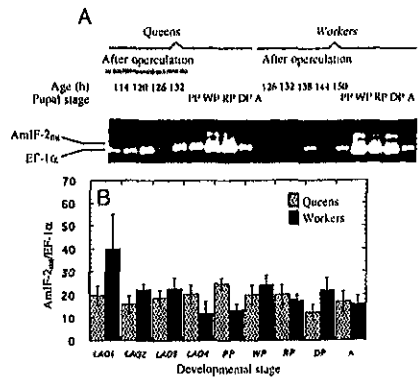 A
Queens Workers
After operculation After operculation
Age (h) 114 120 126 132 126 132 138 144 150
Pupal stage PP WP RP DP A PP WP RP DP A
AmIF-2mt
EF-1α
B
70
60
50
40
30
20
10
0
AmIF-2mt/EF-1α
Queens
Workers
LAO1 LAO2 LAO3 LAO4 PP WP RP DP A
Developmental stage